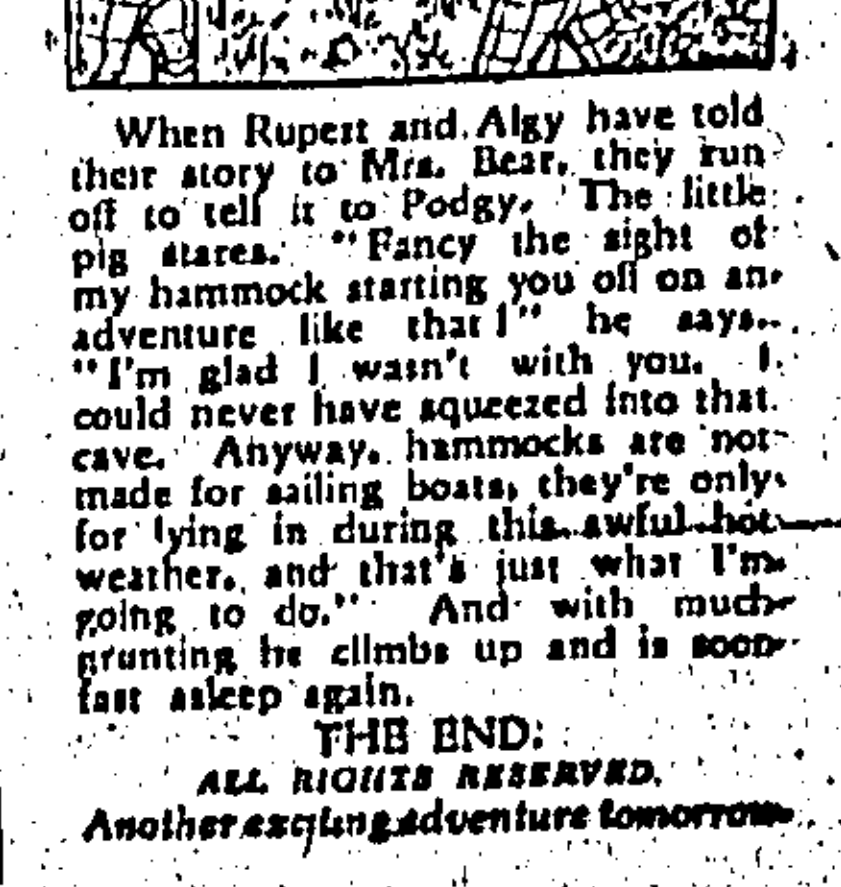 When Rupert and Algy have told
their story to Mrs. Bear, they run
off to tell it to Podgy. The little
pig stares. "Fancy the sight of
my hammock starting you off on an
adventure like that!" he says.
"I'm glad I wasn't with you. I
could never have squeezed into that
cave. Anyway, hammocks are not
made for sailing boats, they're only
for lying in during this awful hot
weather, and that's just what I'm
going to do." And with much
grunting he climbs up and is soon
fast asleep again.
THE END.
ALL RIGHTS RESERVED.
Another exciting adventure tomorrow